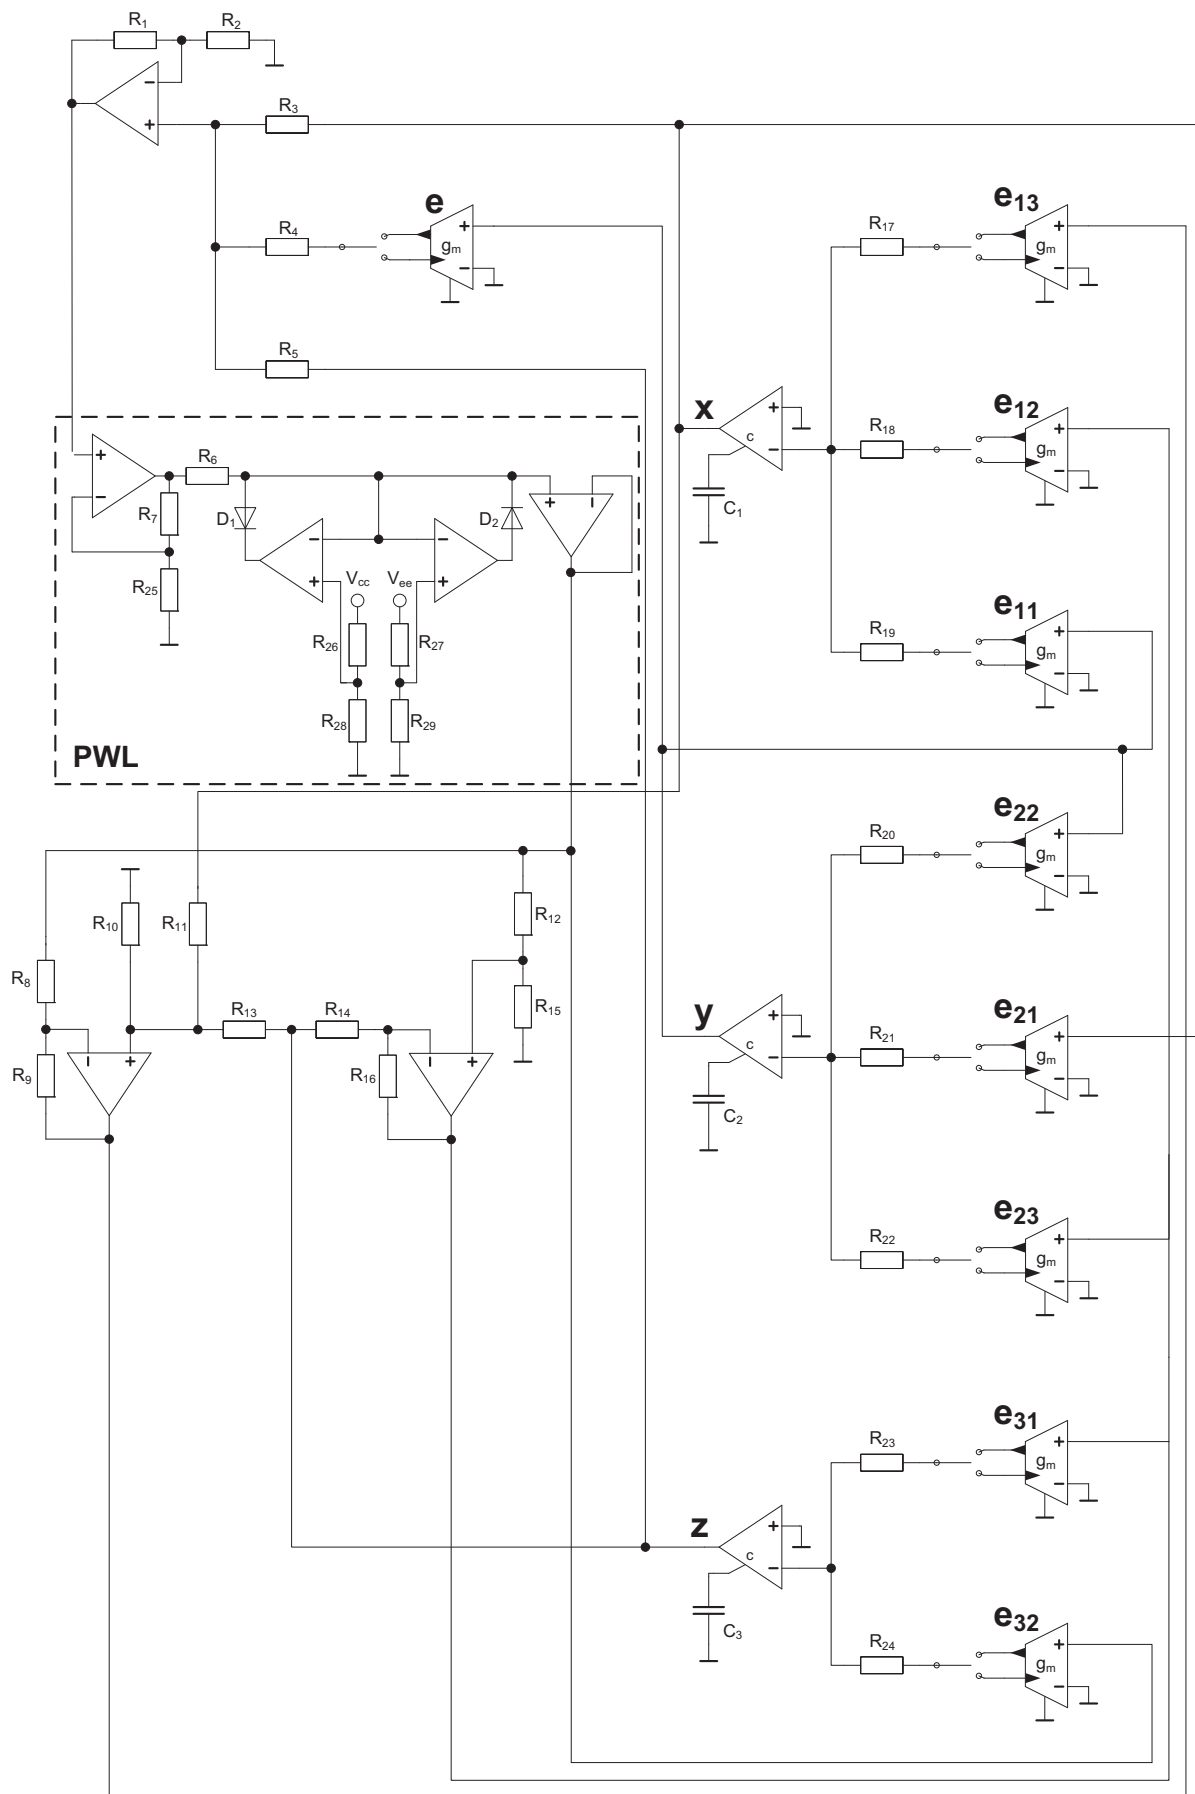 R1 R2
R3
e e13
R4 gm R17 gm
R5
x e12
c R18 gm
C1
R6
R7 D1 D2
R25 Vcc Vee
e11
R26 R27 R19 gm
R28 R29
PWL
e22
R20 gm
R10 R11 R12
R8 R13 R14 R15
y e21
c R21 gm
R9 R16
C2
e23
R22 gm
e31
R23 gm
z
c
C3
e32
R24 gm